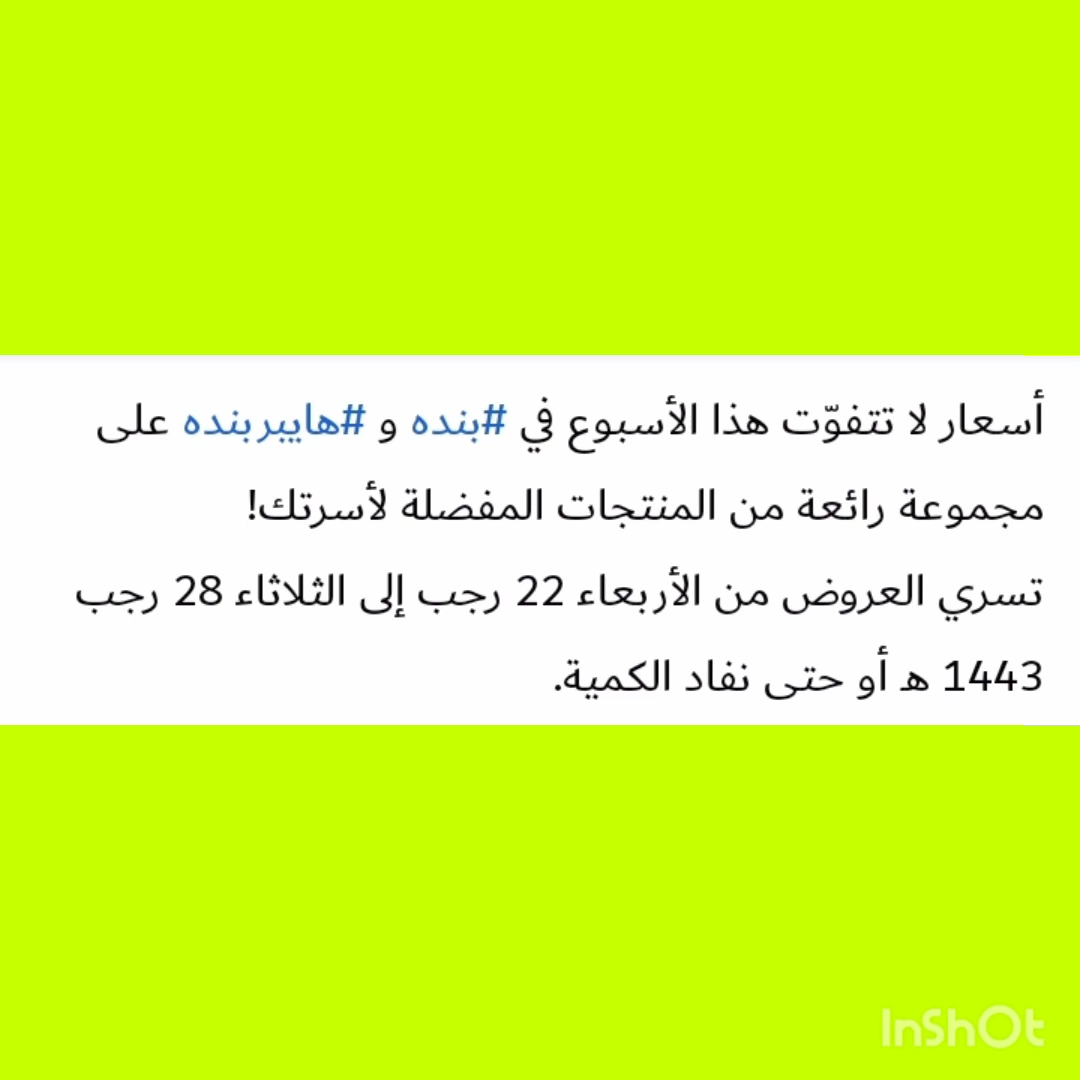 أسعار لا تتفوّت هذا الأسبوع في #بنده و #هايبربنده على
مجموعة رائعة من المنتجات المفضلة لأسرتك!
تسري العروض من الأربعاء 22 رجب إلى الثلاثاء 28 رجب
1443 ه أو حتى نفاد الكمية.
InShOt